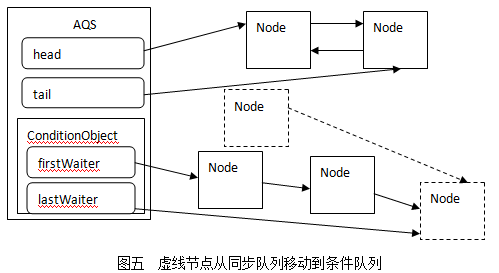 AQS
head
tail
ConditionObject
firstWaiter
lastWaiter
Node
Node
Node
Node
Node
Node
图五 虚线节点从同步队列移动到条件队列